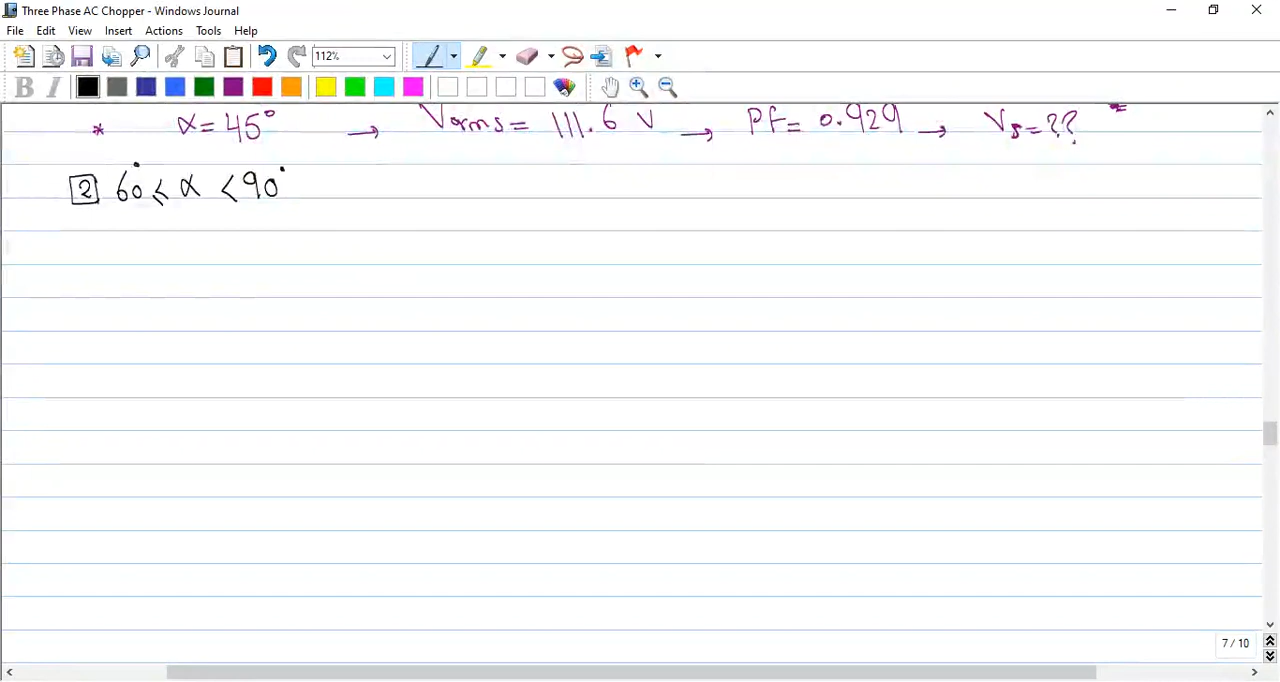 Three Phase AC Chopper - Windows Journal
File Edit View Insert Actions Tools Help
112%
B I
* α = 45° → Vorms = 111.6 V → PF = 0.929 → Vs = ??
2 60° ≤ α < 90°
7 / 10